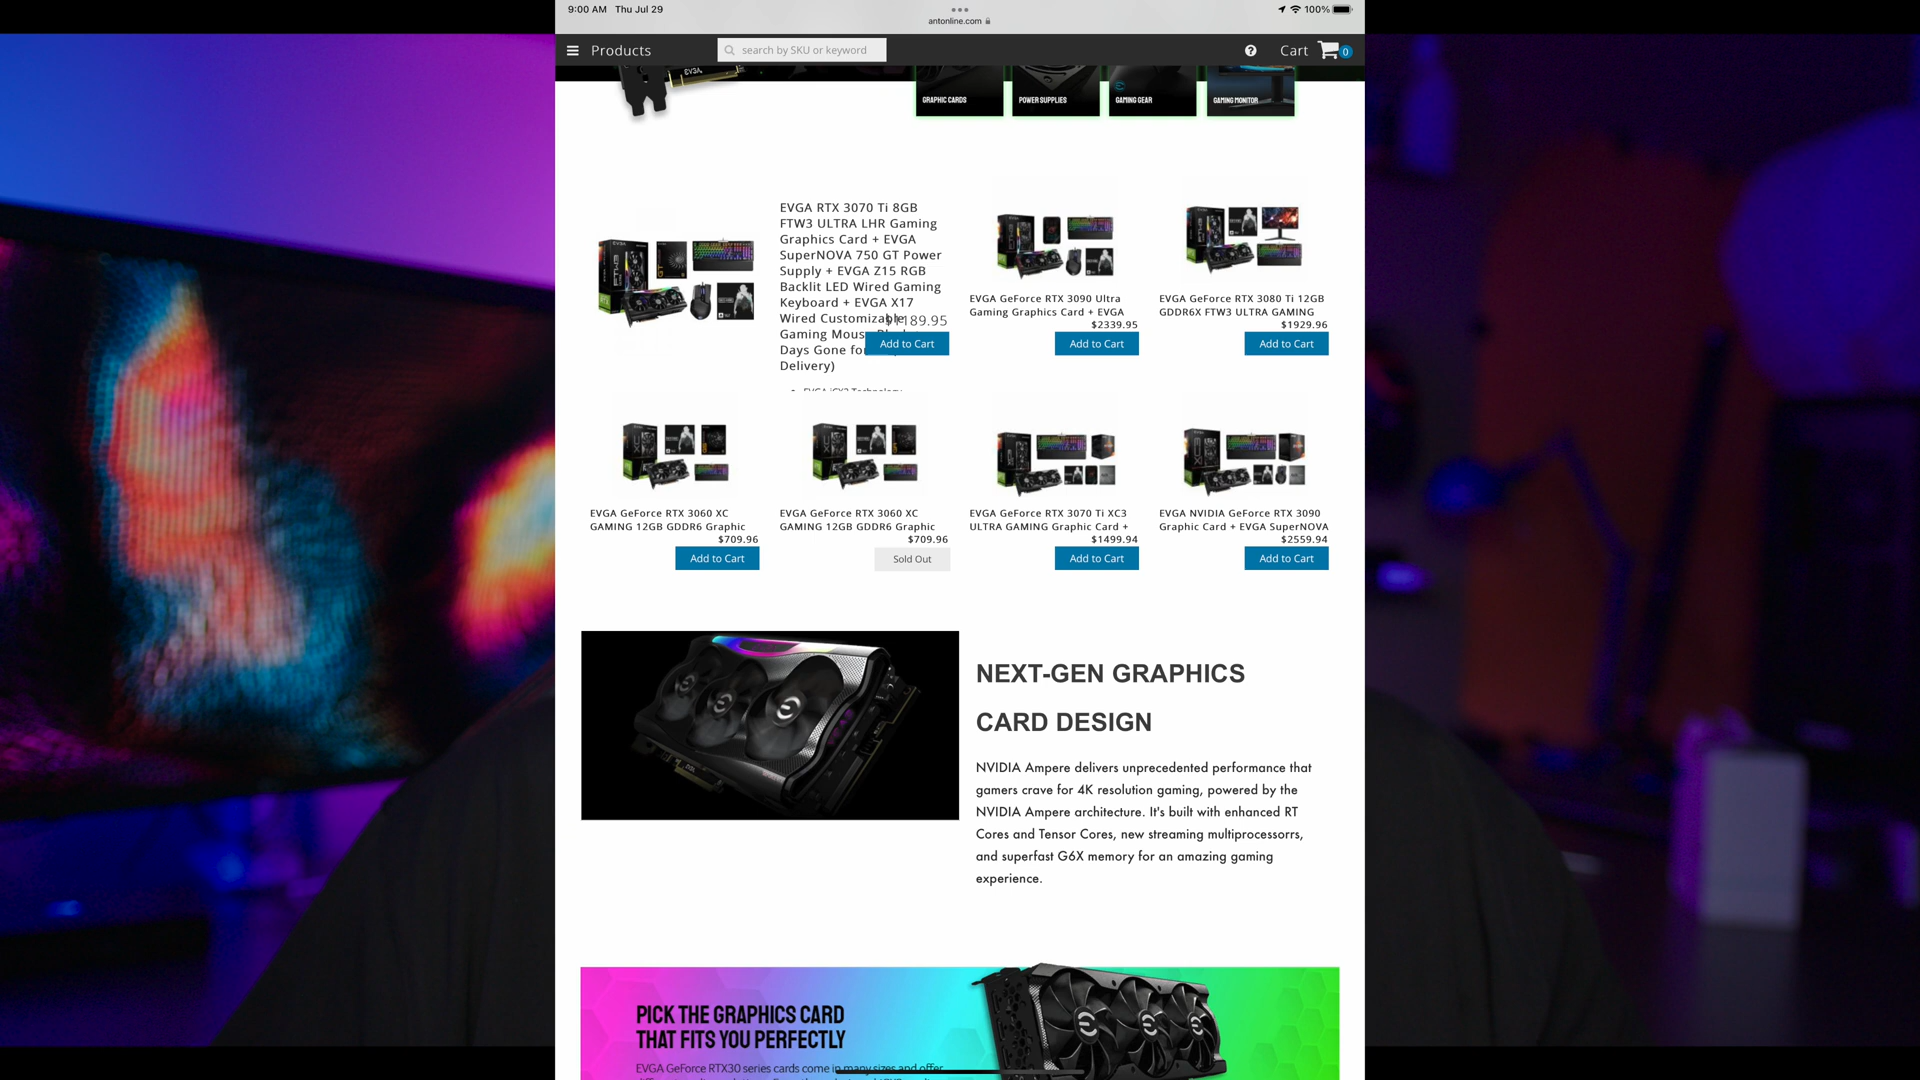 9:00 AM Thu Jul 29
100%
antonline.com
Products
search by SKU or keyword
Cart
0
EVGA
GRAPHIC CARDS
POWER SUPPLIES
GAMING GEAR
GAMING MONITOR
EVGA RTX 3070 Ti 8GB
FTW3 ULTRA LHR Gaming
Graphics Card + EVGA
SuperNOVA 750 GT Power
Supply + EVGA Z15 RGB
Backlit LED Wired Gaming
Keyboard + EVGA X17
Wired Customizable
$1189.95
Gaming Mouse
Add to Cart
Days Gone for
Delivery)
EVGA iCX3 Technology
EVGA GeForce RTX 3090 Ultra
Gaming Graphics Card + EVGA
$2339.95
Add to Cart
EVGA GeForce RTX 3080 Ti 12GB
GDDR6X FTW3 ULTRA GAMING
$1929.96
Add to Cart
EVGA GeForce RTX 3060 XC
GAMING 12GB GDDR6 Graphic
$709.96
Add to Cart
EVGA GeForce RTX 3060 XC
GAMING 12GB GDDR6 Graphic
$709.96
Sold Out
EVGA GeForce RTX 3070 Ti XC3
ULTRA GAMING Graphic Card +
$1499.94
Add to Cart
EVGA NVIDIA GeForce RTX 3090
Graphic Card + EVGA SuperNOVA
$2559.94
Add to Cart
NEXT-GEN GRAPHICS
CARD DESIGN
NVIDIA Ampere delivers unprecedented performance that
gamers crave for 4K resolution gaming, powered by the
NVIDIA Ampere architecture. It's built with enhanced RT
Cores and Tensor Cores, new streaming multiprocessorrs,
and superfast G6X memory for an amazing gaming
experience.
PICK THE GRAPHICS CARD
THAT FITS YOU PERFECTLY
EVGA GeForce RTX30 series cards come in many sizes and offer